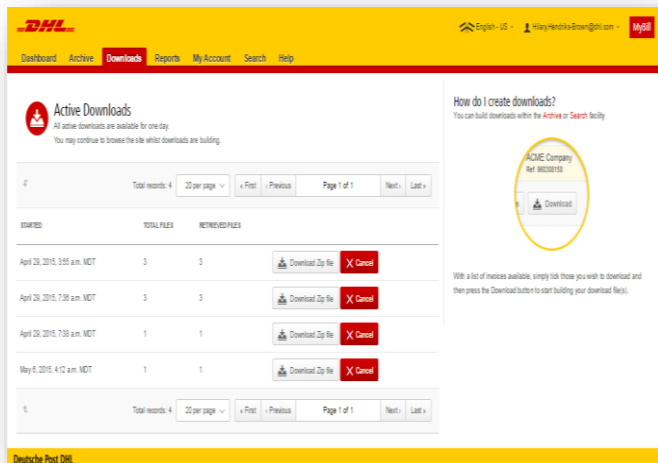 DHL
English - US
Hilary.Hendriks-Brown@dhl.com
MyBill
Dashboard Archive Downloads Reports My Account Search Help
Active Downloads
All active downloads are available for one day.
You may continue to browse the site whilst downloads are building.
How do I create downloads?
You can build downloads within the Archive or Search facility
ACME Company
Ref: 960300150
Download
With a list of invoices available, simply tick those you wish to download and
then press the Download button to start building your download file(s).
Total records: 4 20 per page « First ‹ Previous Page 1 of 1 Next › Last »
STARTED TOTAL FILES RETRIEVED FILES
April 29, 2015, 3:55 a.m. MDT 3 3 Download Zip file X Cancel
April 29, 2015, 7:36 a.m. MDT 3 3 Download Zip file X Cancel
April 29, 2015, 7:38 a.m. MDT 1 1 Download Zip file X Cancel
May 6, 2015, 4:12 a.m. MDT 1 1 Download Zip file X Cancel
Total records: 4 20 per page « First ‹ Previous Page 1 of 1 Next › Last »
Deutsche Post DHL